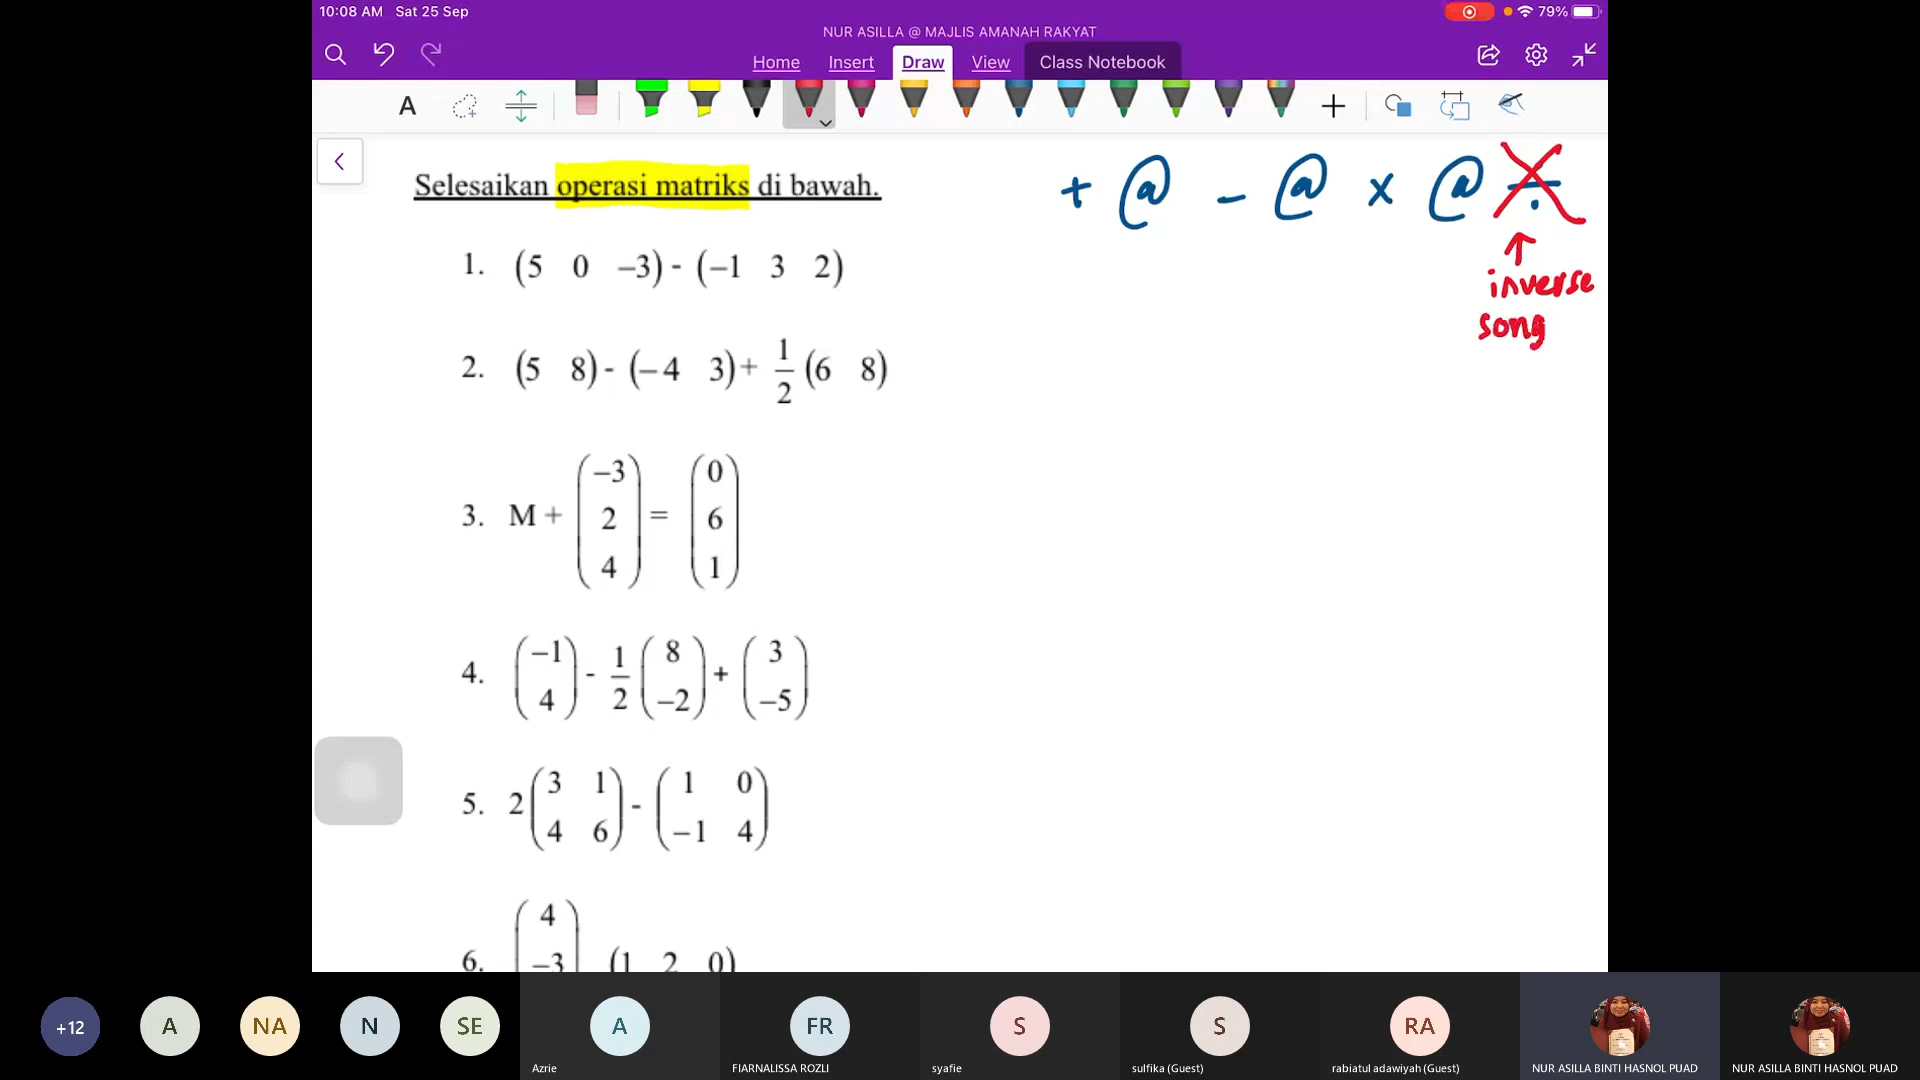 10:08 AM Sat 25 Sep
79%
NUR ASILLA @ MAJLIS AMANAH RAKYAT
Home Insert Draw View Class Notebook
A
Selesaikan operasi matriks di bawah.
+ @ - @ × @ ÷
↑
inverse
song
1. (5 0 −3) - (−1 3 2)
2. (5 8) - (−4 3) + 1/2 (6 8)
3. M + (−3 2 4) = (0 6 1)
4. (−1 4) - 1/2 (8 −2) + (3 −5)
5. 2 (3 1 4 6) - (1 0 −1 4)
6. (4 −3 (1 2 0)
+12 A NA N SE A FR S S RA
Azrie FIARNALISSA ROZLI syafie sulfika (Guest) rabiatul adawiyah (Guest) NUR ASILLA BINTI HASNOL PUAD NUR ASILLA BINTI HASNOL PUAD